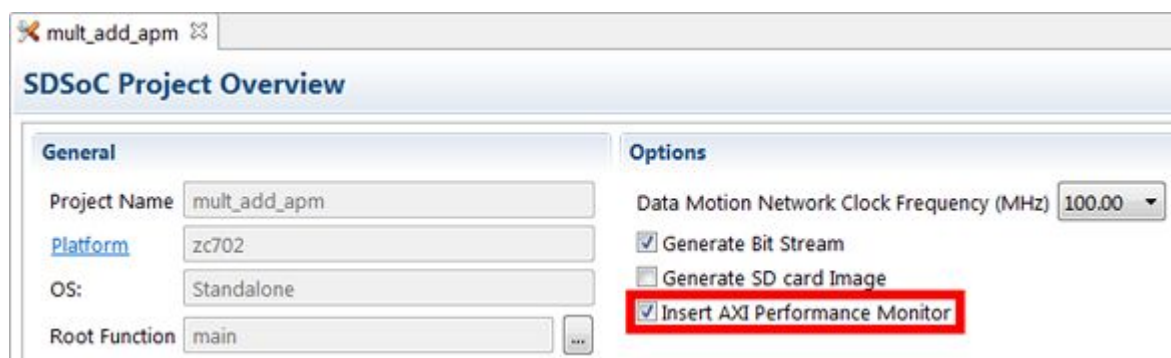 mult_add_apm
SDSoC Project Overview
General
Project Name mult_add_apm
Platform zc702
OS: Standalone
Root Function main ...
Options
Data Motion Network Clock Frequency (MHz) 100.00
Generate Bit Stream
Generate SD card Image
Insert AXI Performance Monitor